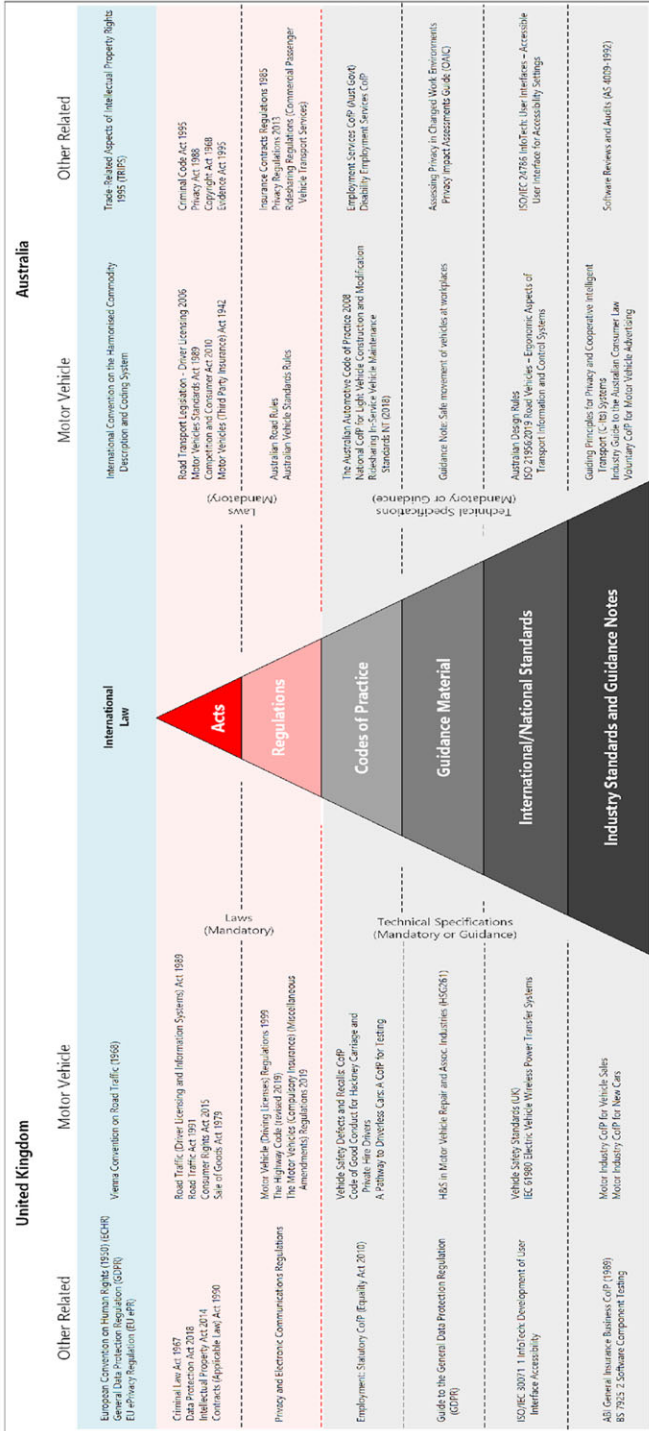 United Kingdom
Australia
Other Related
Motor Vehicle
Motor Vehicle
Other Related
European Convention on Human Rights (1950) (ECHR)
General Data Protection Regulation (GDPR)
EU ePrivacy Regulation (EU ePR)
Vienna Convention on Road Traffic (1968)
International
Law
International Convention on the Harmonised Commodity
Description and Coding System
Trade-Related Aspects of Intellectual Property Rights
1995 (TRIPS)
Criminal Law Act 1967
Data Protection Act 2018
Intellectual Property Act 2014
Contracts (Applicable Law) Act 1990
Road Traffic (Driver Licensing and Information Systems) Act 1989
Road Traffic Act 1991
Consumer Rights Act 2015
Sale of Goods Act 1979
Acts
Road Transport Legislation - Driver Licensing 2006
Motor Vehicles Standards Act 1989
Competition and Consumer Act 2010
Motor Vehicles (Third Party Insurance) Act 1942
Criminal Code Act 1995
Privacy Act 1988
Copyright Act 1968
Evidence Act 1995
Laws
(Mandatory)
Laws
(Mandatory)
Privacy and Electronic Communications Regulations
Motor Vehicle (Driving Licenses) Regulations 1999
The Highway Code (revised 2019)
The Motor Vehicles (Compulsory Insurance) (Miscellaneous
Amendments) Regulations 2019
Regulations
Australian Road Rules
Australian Vehicle Standards Rules
Insurance Contracts Regulations 1985
Privacy Regulations 2013
Ridesharing Regulations (Commercial Passenger
Vehicle Transport Services)
Employment: Statutory CofP (Equality Act 2010)
Vehicle Safety Defects and Recalls: CofP
Code of Good Conduct for Hackney Carriage and
Private Hire Drivers
A Pathway to Driverless Cars: A CofP for Testing
Codes of Practice
The Australian Automotive Code of Practice 2008
National CofP for Light Vehicle Construction and Modification
Ridesharing In-Service Vehicle Maintenance
Standards NT (2018)
Employment Services CofP (Aust Govt)
Disability Employment Services CofP
Technical Specifications
(Mandatory or Guidance)
Technical Specifications
(Mandatory or Guidance)
Guide to the General Data Protection Regulation
(GDPR)
H&S in Motor Vehicle Repair and Assoc. Industries (HSG261)
Guidance Material
Guidance Note: Safe movement of vehicles at workplaces
Assessing Privacy in Changed Work Environments
Privacy Impact Assessments Guide (OAIC)
ISO/IEC 30071 1 InfoTech: Development of User
Interface Accessibility
Vehicle Safety Standards (UK)
IEC 61980 Electric Vehicle Wireless Power Transfer Systems
International/National Standards
Australian Design Rules
ISO 21956:2019 Road Vehicles – Ergonomic Aspects of
Transport Information and Control Systems
ISO/IEC 24786 InfoTech: User Interfaces – Accessible
User Interface for Accessibility Settings
ABI General Insurance Business CofP (1989)
BS 7925 2 Software Component Testing
Motor Industry CofP for Vehicle Sales
Motor Industry CofP for New Cars
Industry Standards and Guidance Notes
Guiding Principles for Privacy and Cooperative Intelligent
Transport (C-Its) Systems
Industry Guide to the Australian Consumer Law
Voluntary CofP for Motor Vehicle Advertising
Software Reviews and Audits (AS 4009-1992)